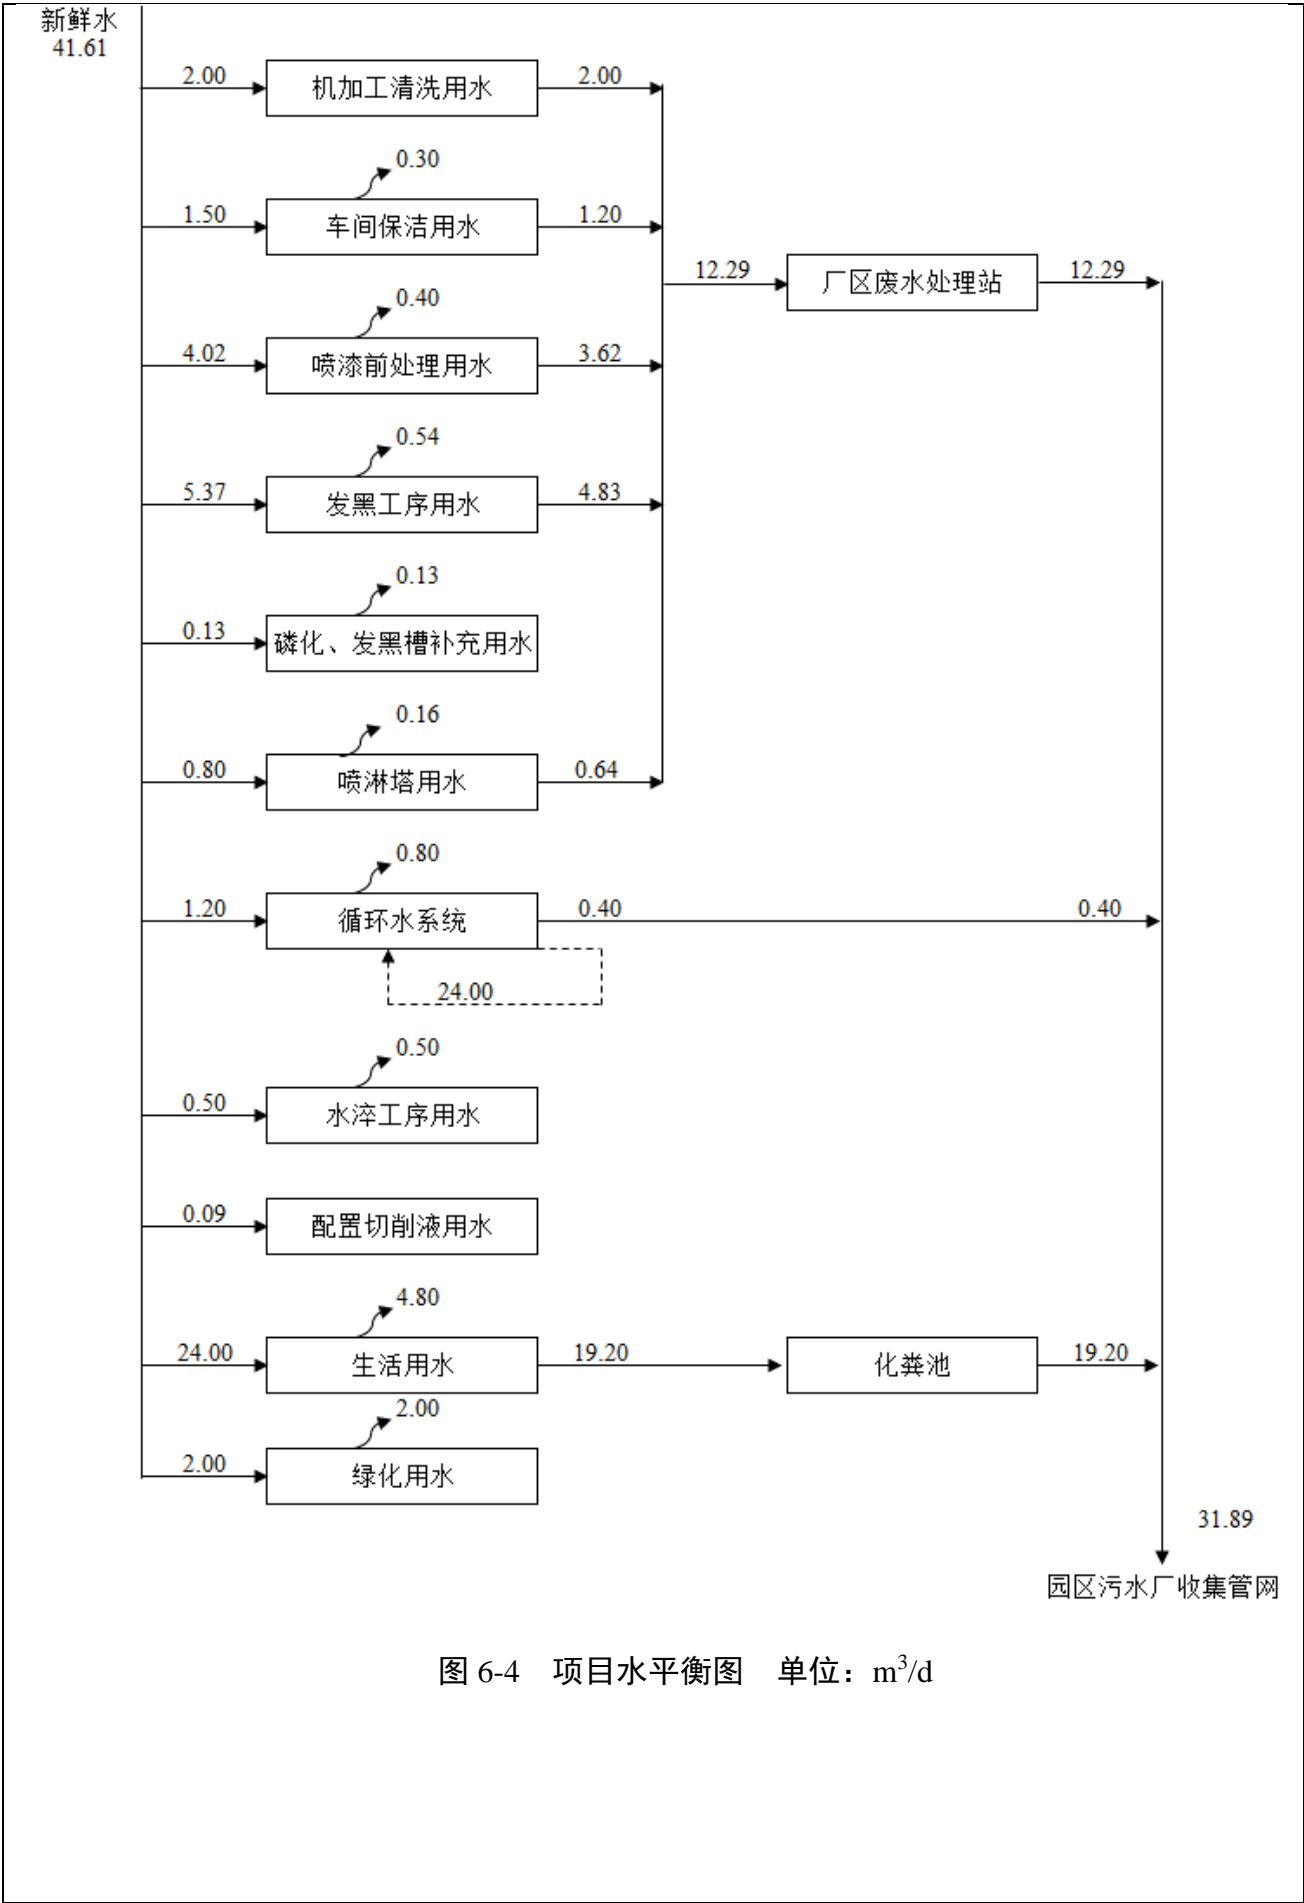 新鲜水
41.61
2.00 机加工清洗用水 2.00
0.30
1.50 车间保洁用水 1.20
12.29 厂区废水处理站 12.29
0.40
4.02 喷漆前处理用水 3.62
0.54
5.37 发黑工序用水 4.83
0.13
0.13 磷化、发黑槽补充用水
0.16
0.80 喷淋塔用水 0.64
0.80
1.20 循环水系统 0.40 0.40
24.00
0.50
0.50 水淬工序用水
0.09 配置切削液用水
4.80
24.00 生活用水 19.20 化粪池 19.20
2.00
2.00 绿化用水
31.89
园区污水厂收集管网
图 6-4 项目水平衡图 单位：m³/d